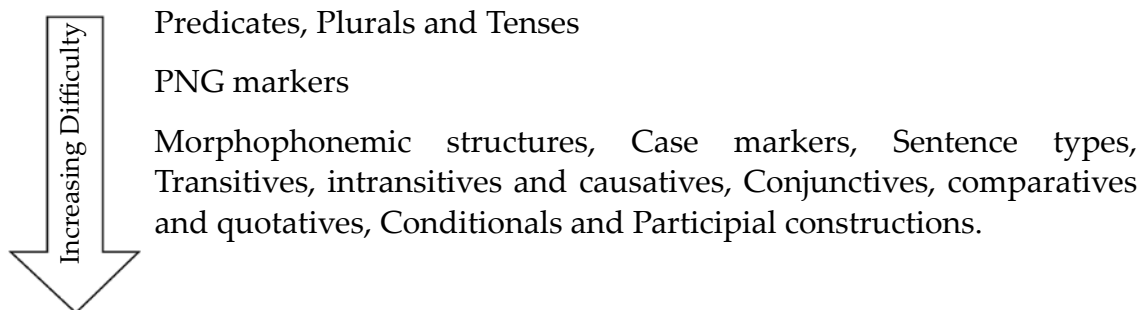 Increasing Difficulty
Predicates, Plurals and Tenses
PNG markers
Morphophonemic structures, Case markers, Sentence types,
Transitives, intransitives and causatives, Conjunctives, comparatives
and quotatives, Conditionals and Participial constructions.